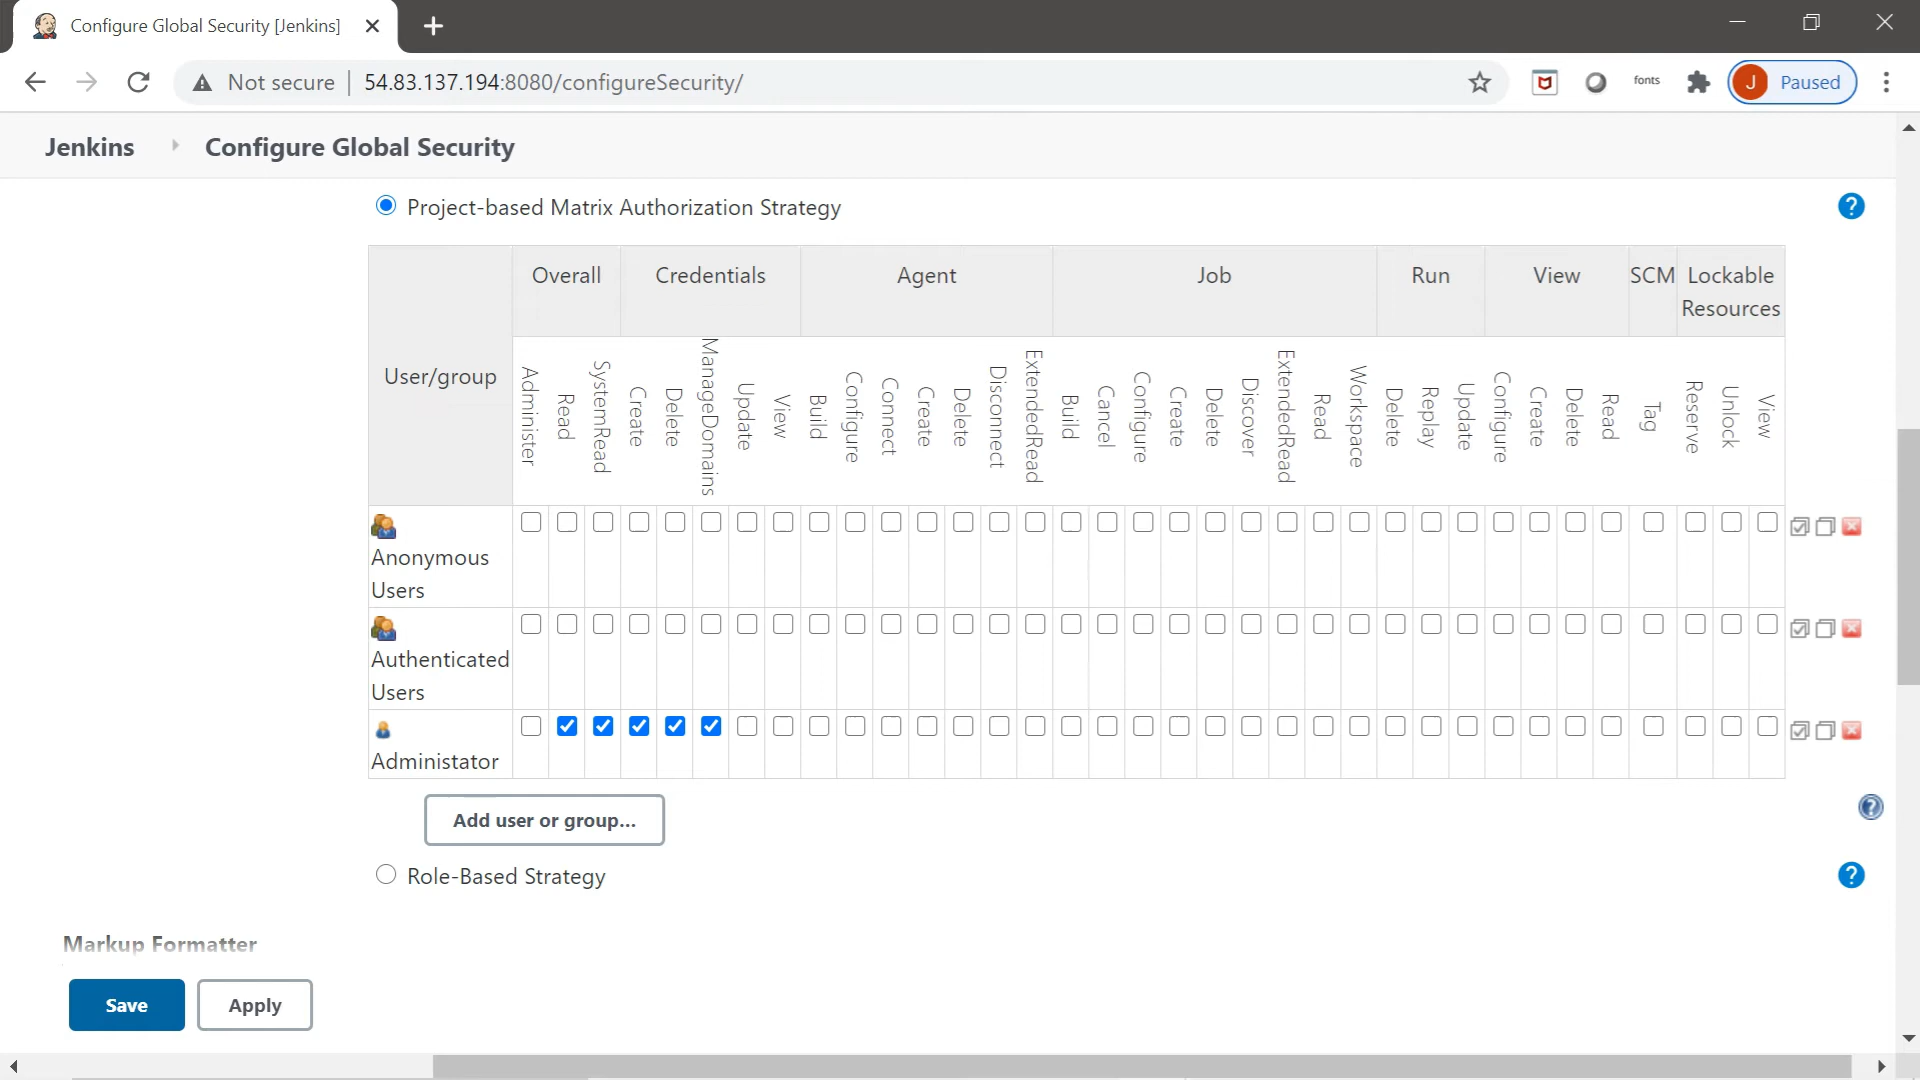 Configure Global Security [Jenkins]
Not secure
54.83.137.194:8080/configureSecurity/
fonts
J
Paused
Jenkins
Configure Global Security
Project-based Matrix Authorization Strategy
?
User/group
Overall
Credentials
Agent
Job
Run
View
SCM
Lockable
Resources
Administer
Read
SystemRead
Create
Delete
ManageDomains
Update
View
Build
Configure
Connect
Create
Delete
Disconnect
ExtendedRead
Build
Cancel
Configure
Create
Delete
Discover
ExtendedRead
Read
Workspace
Delete
Replay
Update
Configure
Create
Delete
Read
Tag
Reserve
Unlock
View
Anonymous
Users
Authenticated
Users
Administator
Add user or group...
?
Role-Based Strategy
?
Markup Formatter
Save
Apply